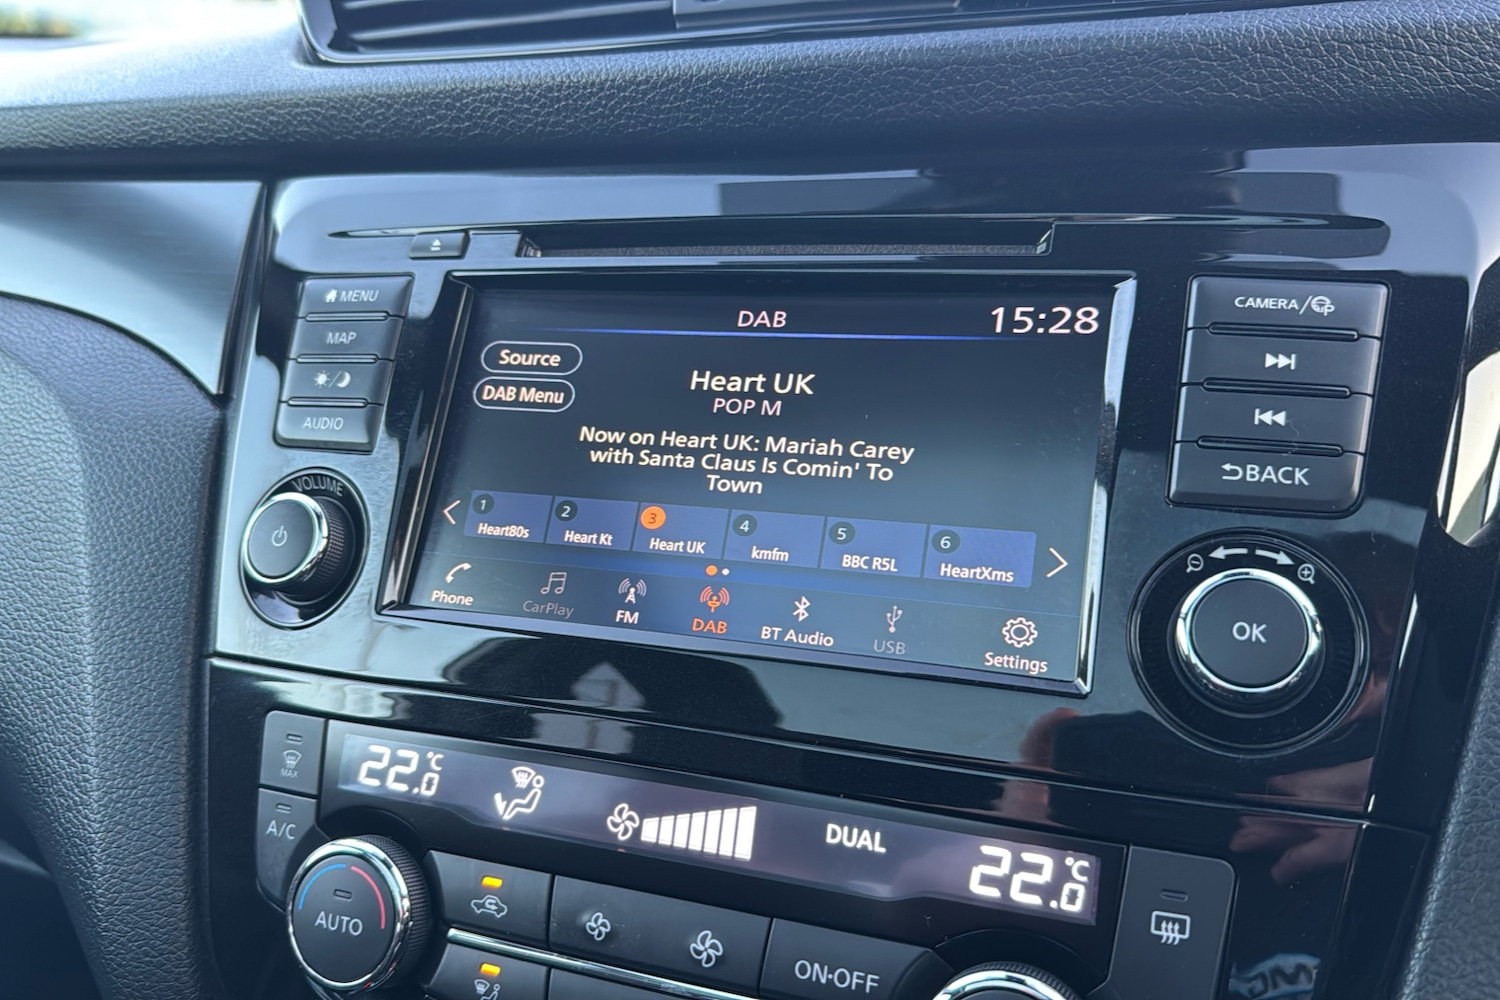 MENU
MAP
AUDIO
VOLUME
DAB
15:28
Source
DAB Menu
Heart UK
POP M
Now on Heart UK: Mariah Carey
with Santa Claus Is Comin' To
Town
1 Heart80s
2 Heart Kt
3 Heart UK
4 kmfm
5 BBC R5L
6 HeartXms
Phone
CarPlay
FM
DAB
BT Audio
USB
Settings
CAMERA/
BACK
OK
MAX
A/C
22.0°C
DUAL
22.0°C
AUTO
ON·OFF